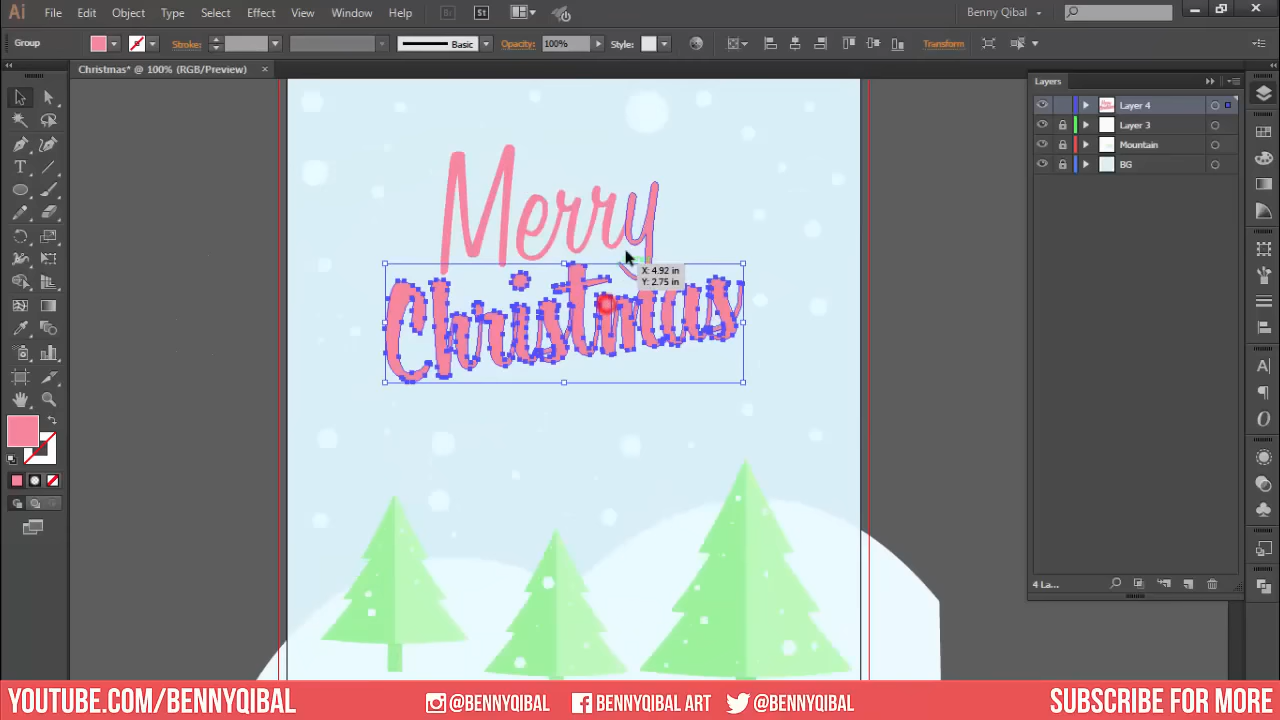 Ai File Edit Object Type Select Effect View Window Help Br St Benny Qibal
Group Stroke: Basic Opacity: 100% Style: Transform
Christmas* @ 100% (RGB/Preview) ×
Layers
Layer 4
Layer 3
Mountain
BG
Merry
Christmas
X: 4.92 in
Y: 2.75 in
4 La...
YOUTUBE.COM/BENNYQIBAL @BENNYQIBAL BENNYQIBAL ART @BENNYQIBAL SUBSCRIBE FOR MORE